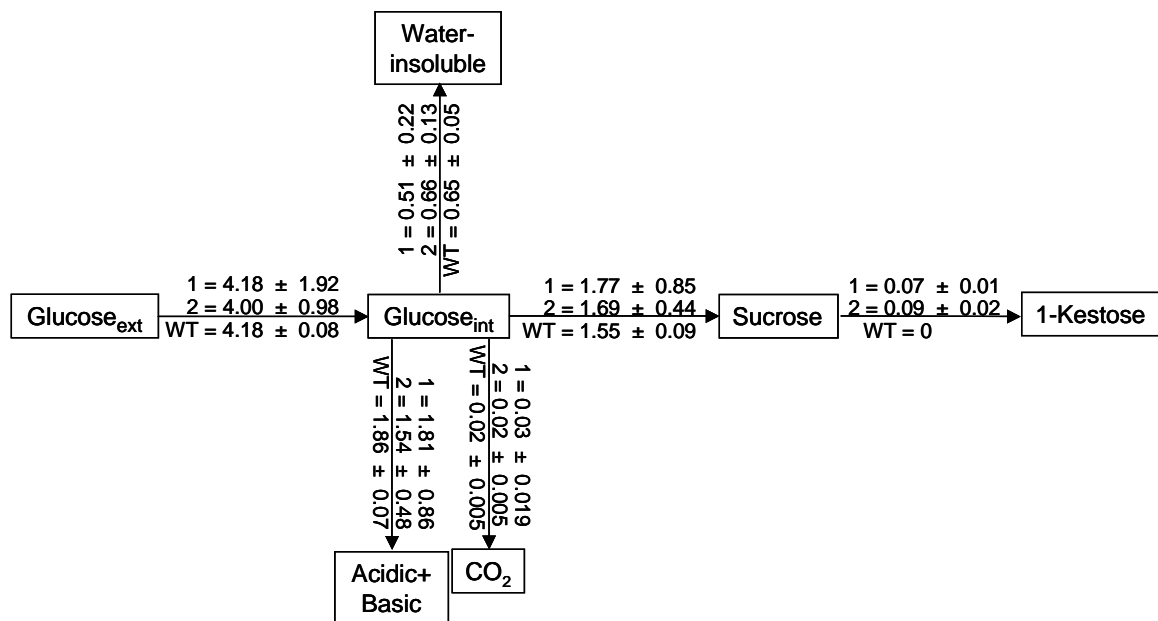 Water-
insoluble
1 = 0.51 ± 0.22
2 = 0.66 ± 0.13
WT = 0.65 ± 0.05
Glucose_ext
1 = 4.18 ± 1.92
2 = 4.00 ± 0.98
WT = 4.18 ± 0.08
Glucose_int
1 = 1.77 ± 0.85
2 = 1.69 ± 0.44
WT = 1.55 ± 0.09
Sucrose
1 = 0.07 ± 0.01
2 = 0.09 ± 0.02
WT = 0
1-Kestose
1 = 1.81 ± 0.86
2 = 1.54 ± 0.48
WT = 1.86 ± 0.07
1 = 0.03 ± 0.019
2 = 0.02 ± 0.005
WT = 0.02 ± 0.005
Acidic+
Basic
CO₂